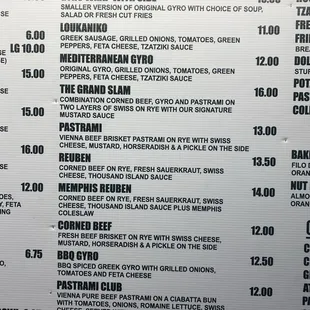 SMALLER VERSION OF ORIGINAL GYRO WITH CHOICE OF SOUP,
SALAD OR FRESH CUT FRIES
LOUKANIKO 11.00
GREEK SAUSAGE, GRILLED ONIONS, TOMATOES, GREEN
PEPPERS, FETA CHEESE, TZATZIKI SAUCE
MEDITERRANEAN GYRO 12.00
ORIGINAL GYRO, GRILLED ONIONS, TOMATOES, GREEN
PEPPERS, FETA CHEESE, TZATZIKI SAUCE
THE GRAND SLAM 16.00
COMBINATION CORNED BEEF, GYRO AND PASTRAMI ON
TWO LAYERS OF SWISS ON RYE WITH OUR SIGNATURE
MUSTARD SAUCE
PASTRAMI 13.00
VIENNA BEEF BRISKET PASTRAMI ON RYE WITH SWISS
CHEESE, MUSTARD, HORSERADISH & A PICKLE ON THE SIDE
REUBEN 13.50
CORNED BEEF ON RYE, FRESH SAUERKRAUT, SWISS
CHEESE, THOUSAND ISLAND SAUCE
MEMPHIS REUBEN 14.00
CORNED BEEF ON RYE, FRESH SAUERKRAUT, SWISS
CHEESE, THOUSAND ISLAND SAUCE PLUS MEMPHIS
COLESLAW
CORNED BEEF 12.00
FRESH BEEF BRISKET ON RYE WITH SWISS CHEESE,
MUSTARD, HORSERADISH & A PICKLE ON THE SIDE
BBQ GYRO 12.50
BBQ SPICED GREEK GYRO WITH GRILLED ONIONS,
TOMATOES AND FETA CHEESE
PASTRAMI CLUB 12.00
VIENNA PURE BEEF PASTRAMI ON A CIABATTA BUN
WITH TOMATOES, ONIONS, ROMAINE LETTUCE, SWISS
6.00
LG 10.00
15.00
15.00
12.00
6.75
NUT